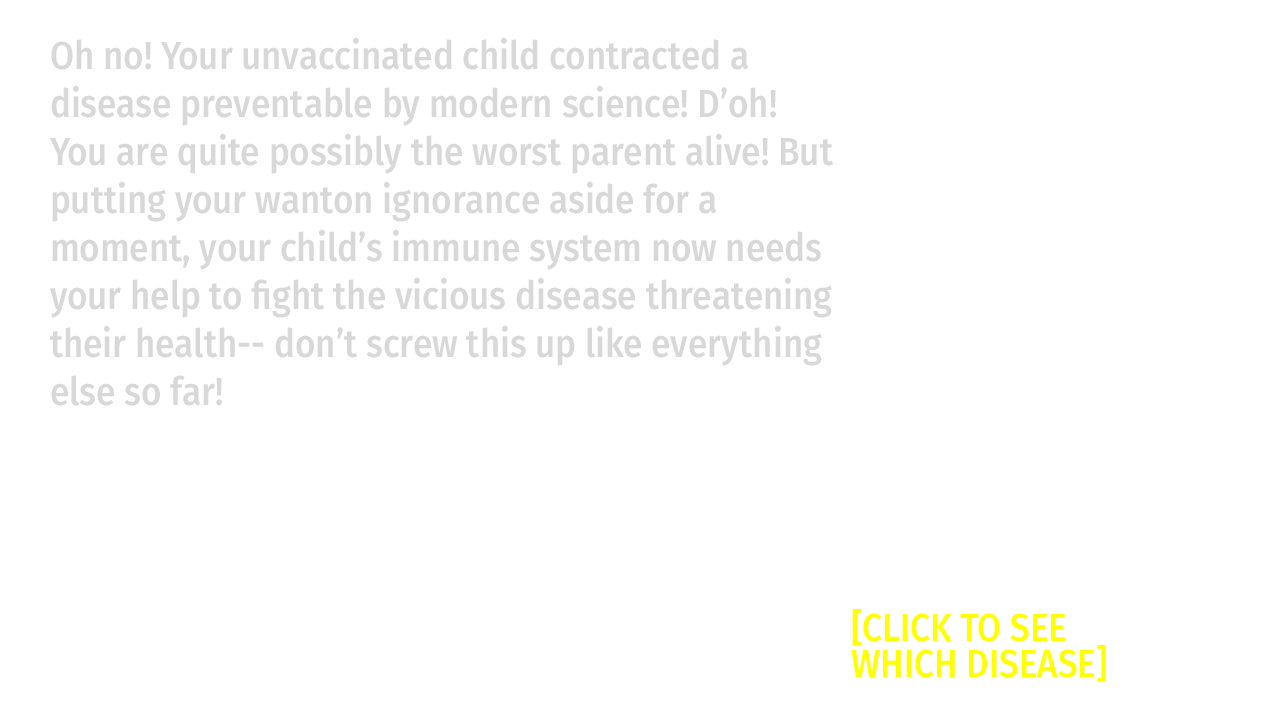 Oh no! Your unvaccinated child contracted a
disease preventable by modern science! D’oh!
You are quite possibly the worst parent alive! But
putting your wanton ignorance aside for a
moment, your child’s immune system now needs
your help to fight the vicious disease threatening
their health-- don’t screw this up like everything
else so far!
[CLICK TO SEE
WHICH DISEASE]